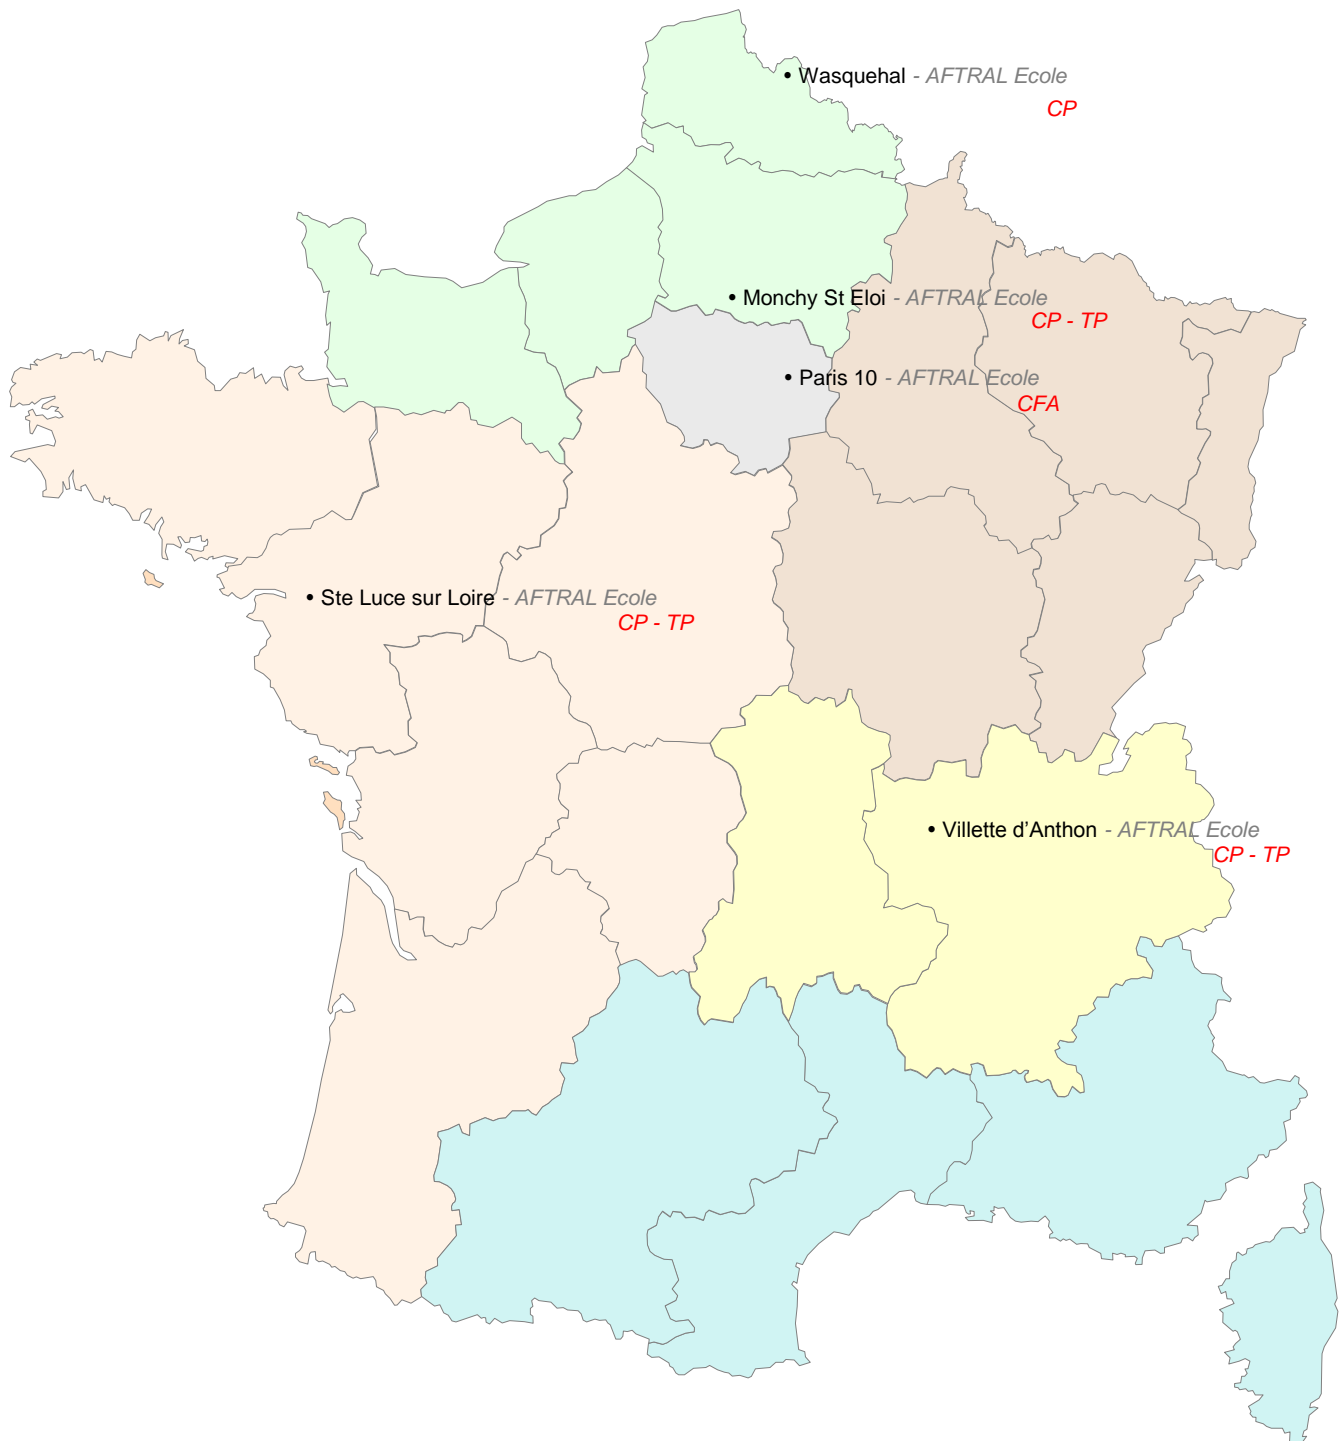 • Wasquehal - AFTRAL Ecole
CP
• Monchy St Eloi - AFTRAL Ecole
CP - TP
• Paris 10 - AFTRAL Ecole
CFA
• Ste Luce sur Loire - AFTRAL Ecole
CP - TP
• Villette d’Anthon - AFTRAL Ecole
CP - TP